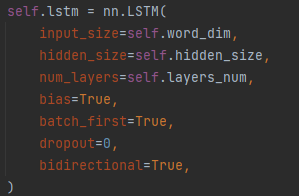 self.lstm = nn.LSTM(
    input_size=self.word_dim,
    hidden_size=self.hidden_size,
    num_layers=self.layers_num,
    bias=True,
    batch_first=True,
    dropout=0,
    bidirectional=True,
)